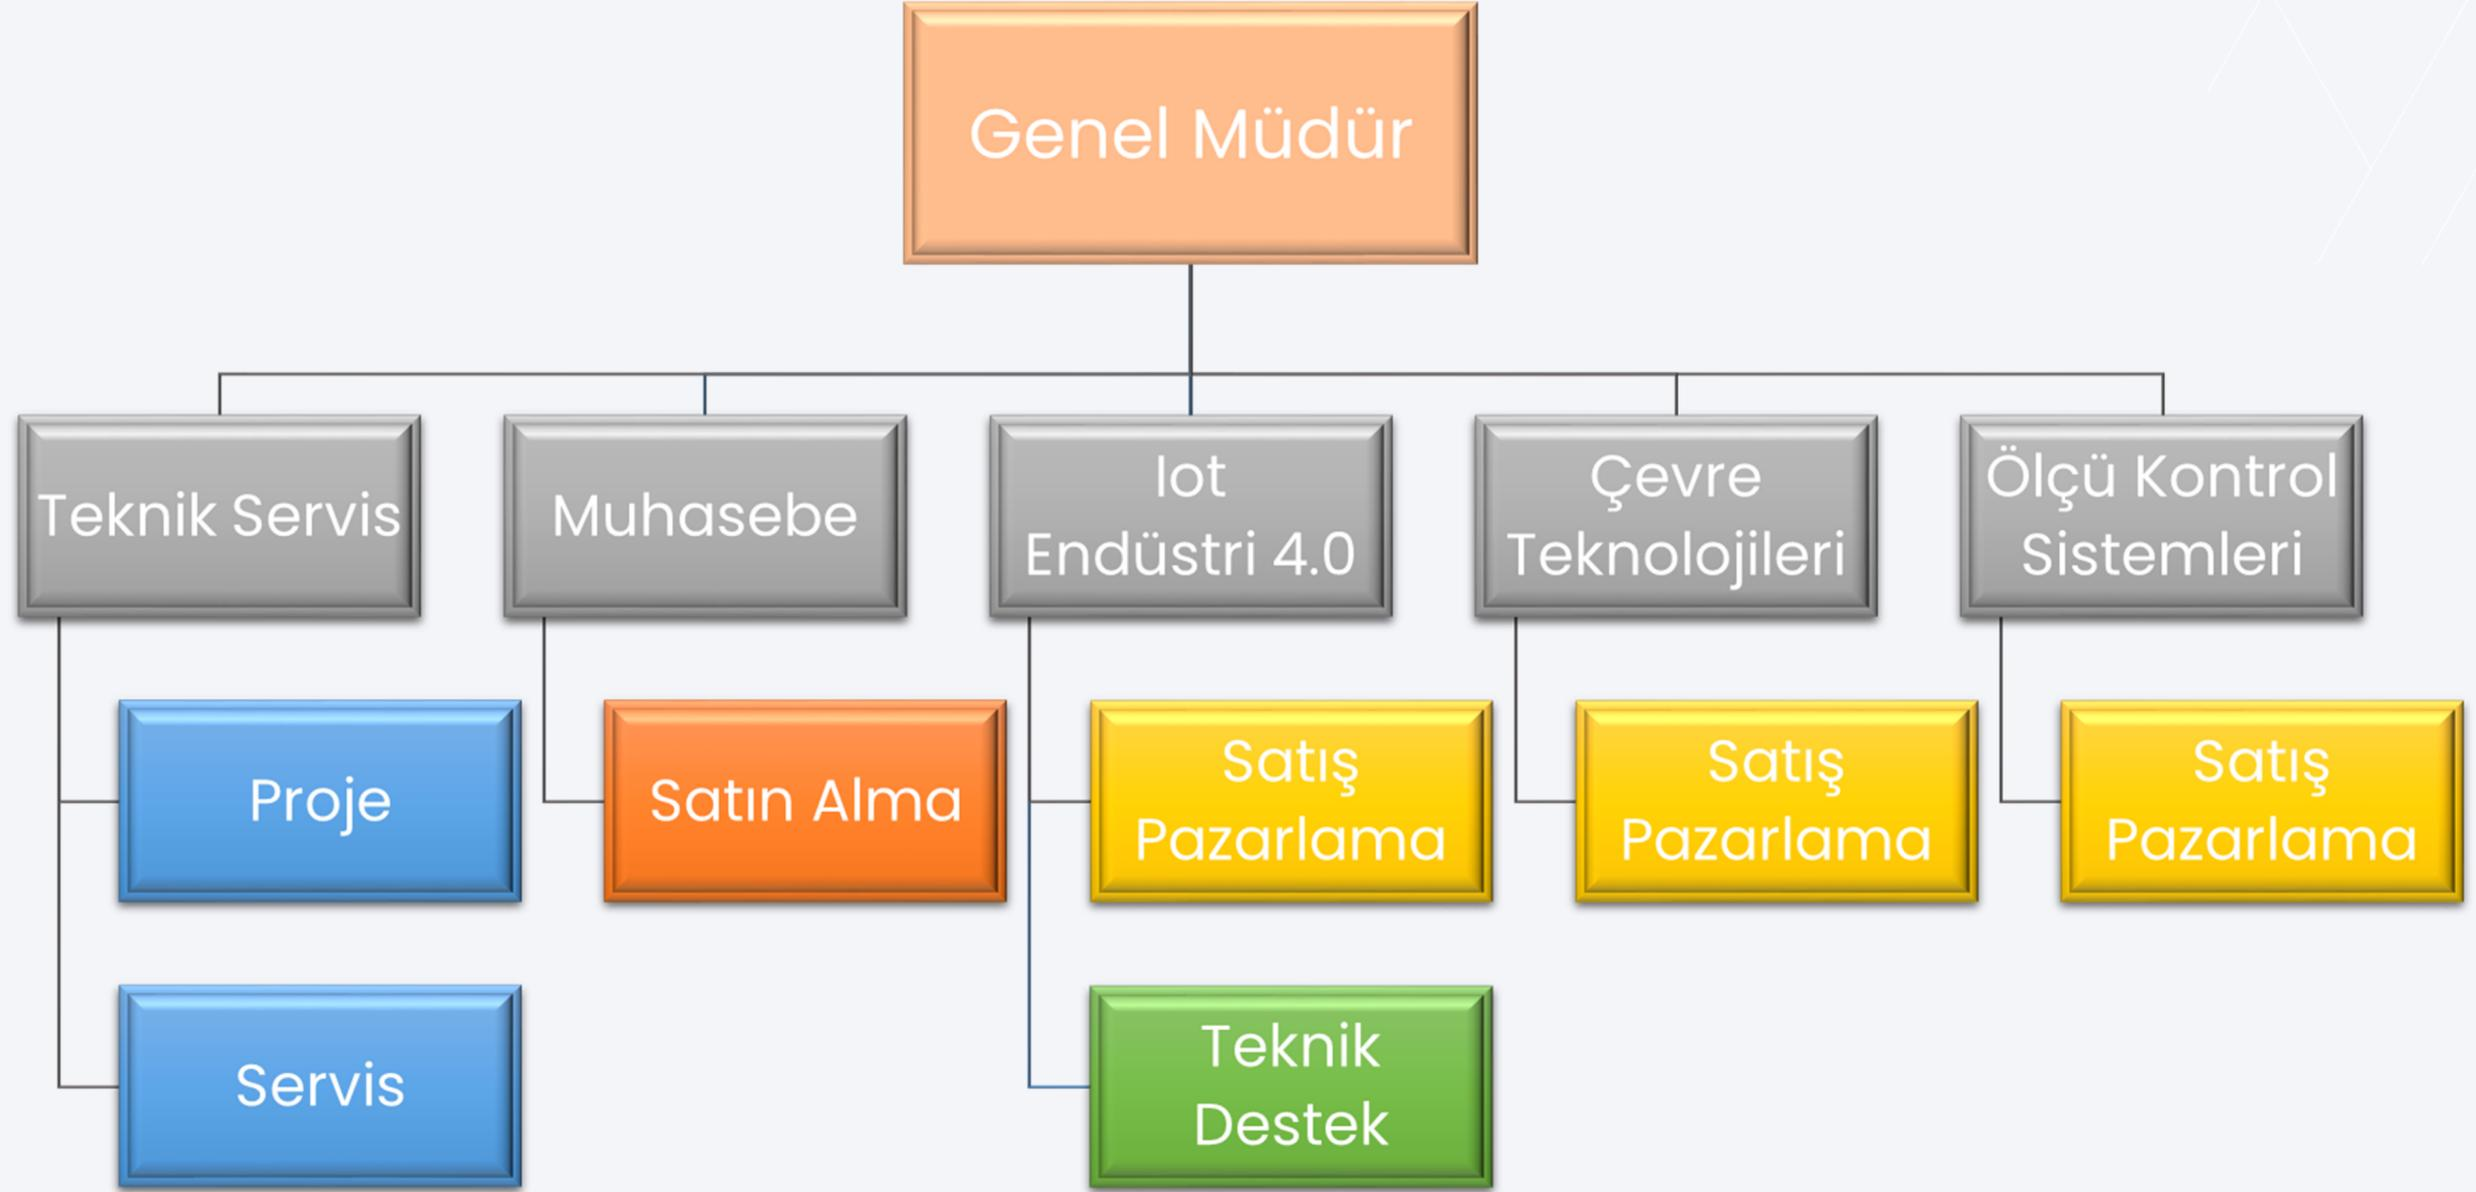 Genel Müdür
Teknik Servis
Muhasebe
Iot
Endüstri 4.0
Çevre
Teknolojileri
Ölçü Kontrol
Sistemleri
Proje
Satın Alma
Satış
Pazarlama
Satış
Pazarlama
Satış
Pazarlama
Servis
Teknik
Destek